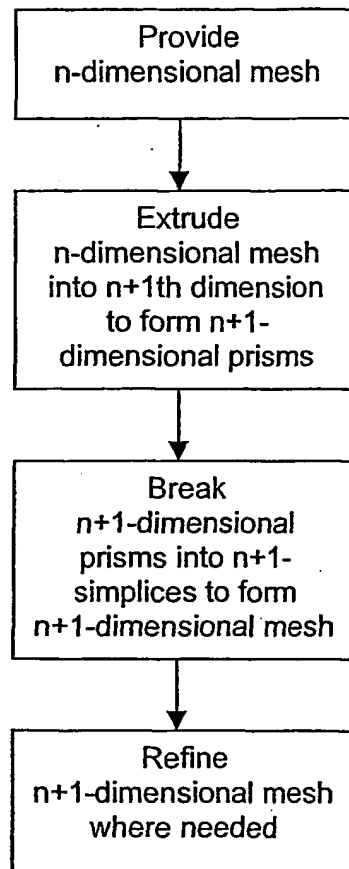 Provide
n-dimensional mesh
Extrude
n-dimensional mesh
into n+1th dimension
to form n+1-
dimensional prisms
Break
n+1-dimensional
prisms into n+1-
simplices to form
n+1-dimensional mesh
Refine
n+1-dimensional mesh
where needed